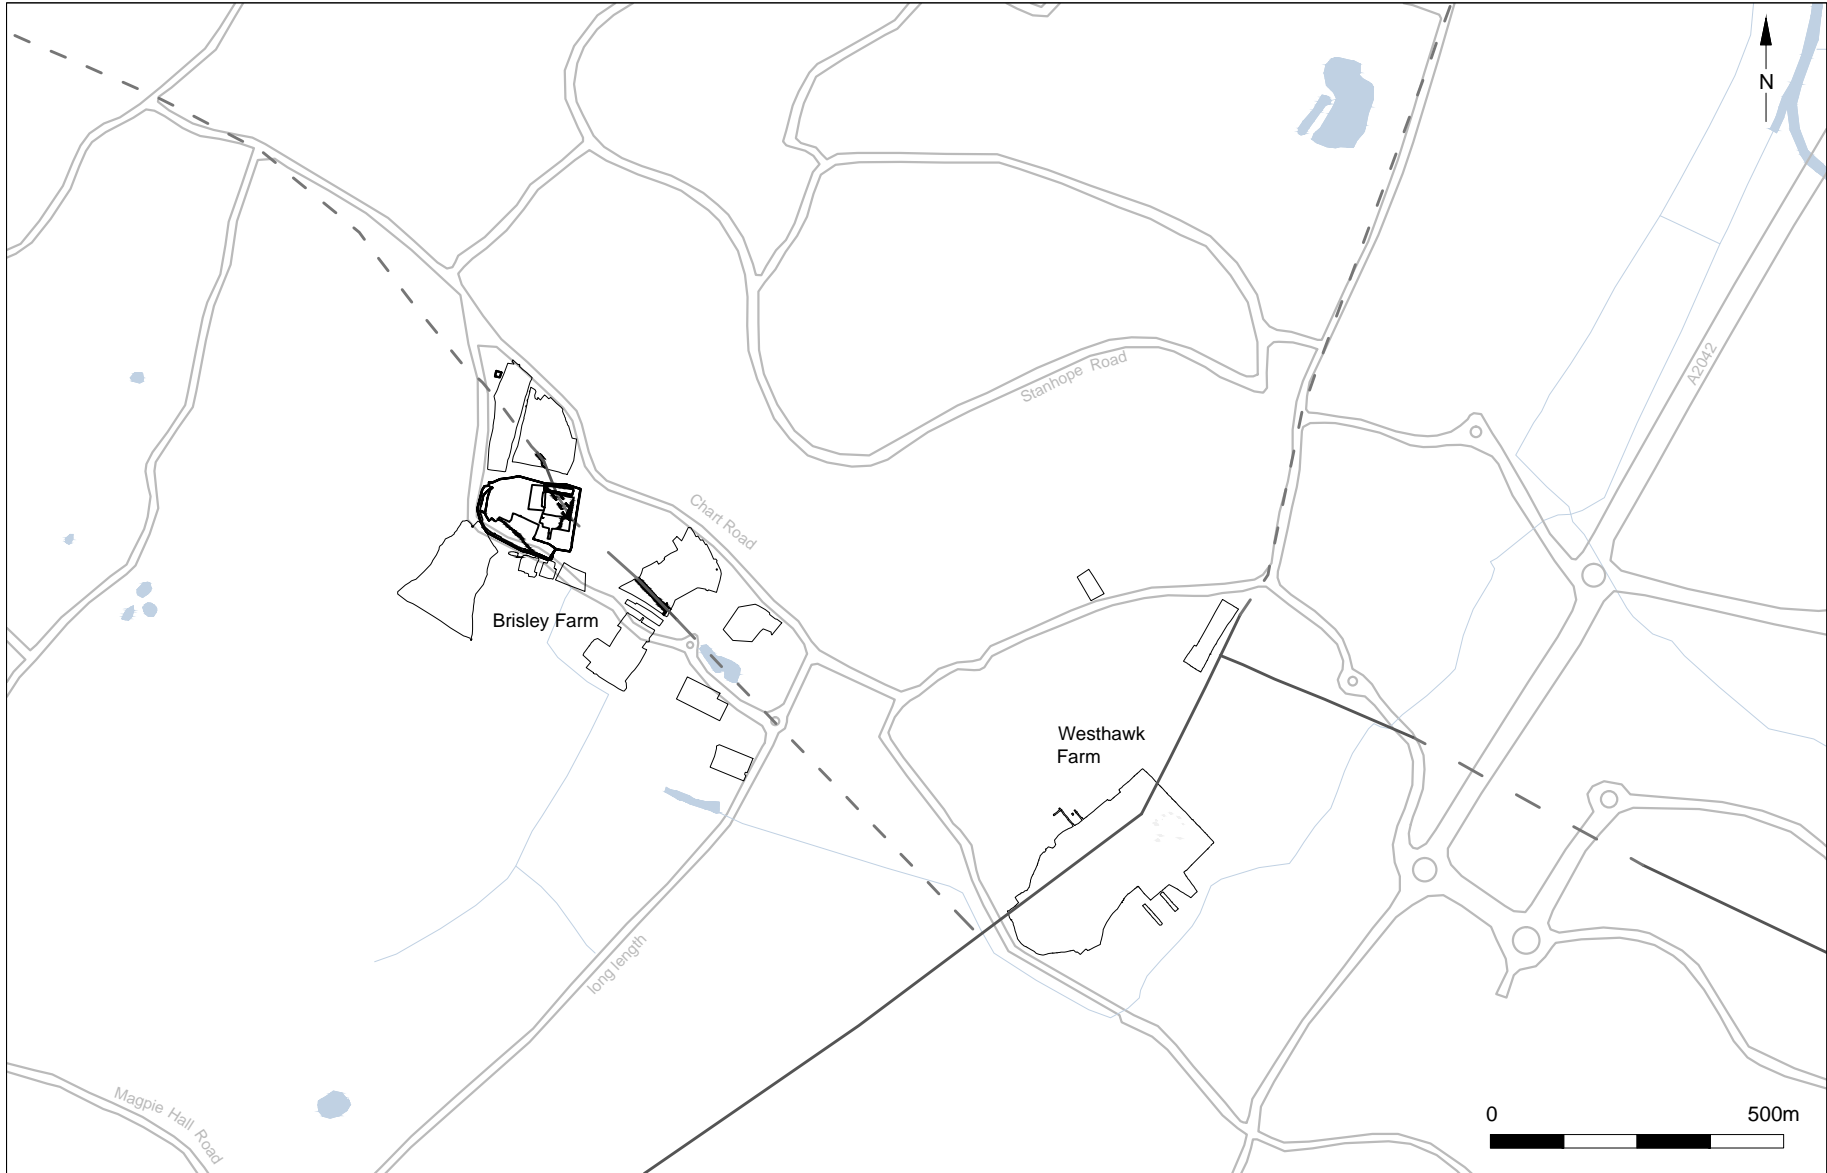 N
A2042
Stanhope Road
Chart Road
Brisley Farm
Westhawk
Farm
long length
Magpie Hall Road
0 500m